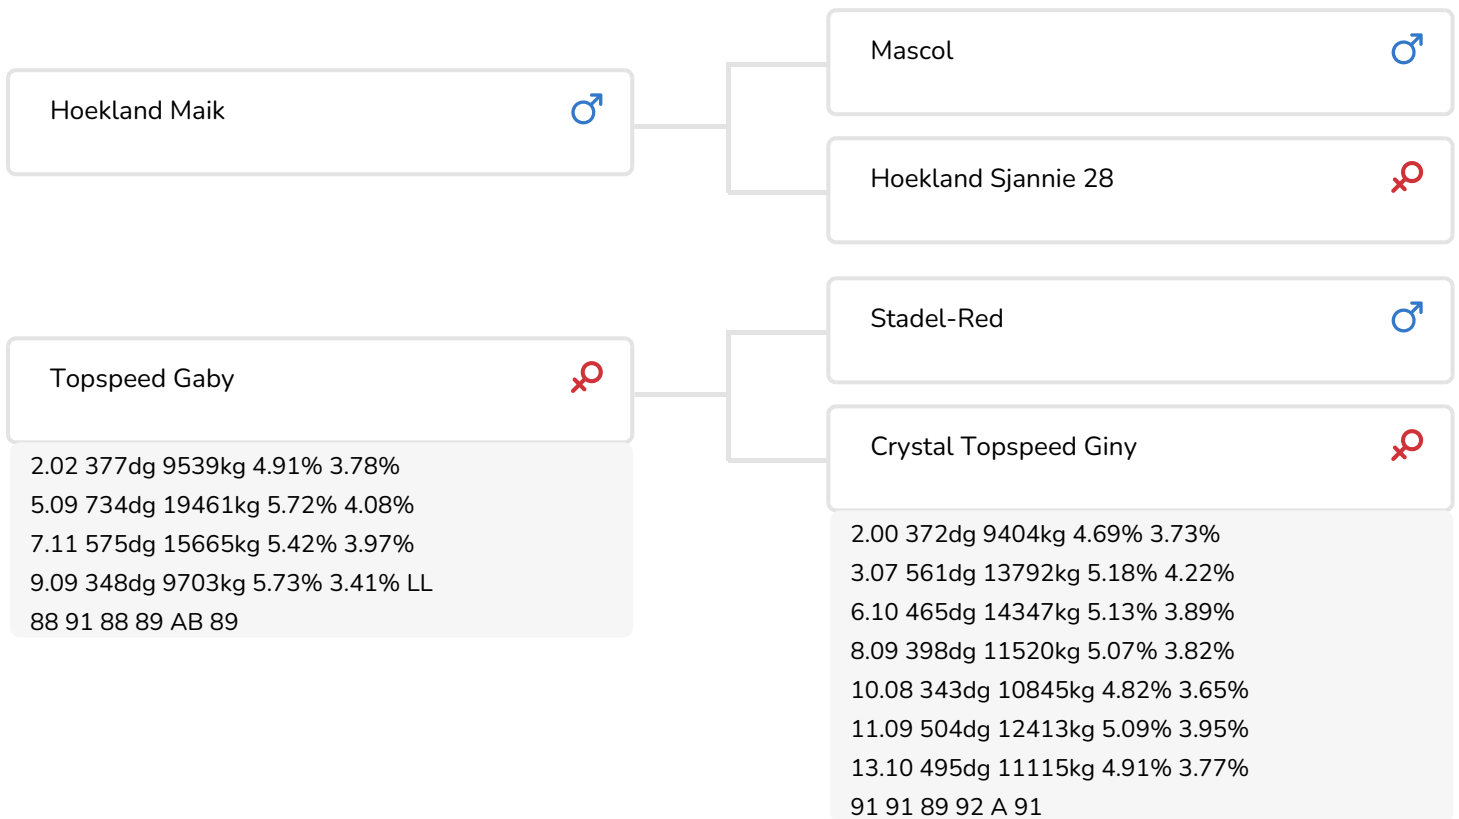 Hoekland Maik
Mascol
Hoekland Sjannie 28
Topspeed Gaby
2.02 377dg 9539kg 4.91% 3.78%
5.09 734dg 19461kg 5.72% 4.08%
7.11 575dg 15665kg 5.42% 3.97%
9.09 348dg 9703kg 5.73% 3.41% LL
88 91 88 89 AB 89
Stadel-Red
Crystal Topspeed Giny
2.00 372dg 9404kg 4.69% 3.73%
3.07 561dg 13792kg 5.18% 4.22%
6.10 465dg 14347kg 5.13% 3.89%
8.09 398dg 11520kg 5.07% 3.82%
10.08 343dg 10845kg 4.82% 3.65%
11.09 504dg 12413kg 5.09% 3.95%
13.10 495dg 11115kg 4.91% 3.77%
91 91 89 92 A 91